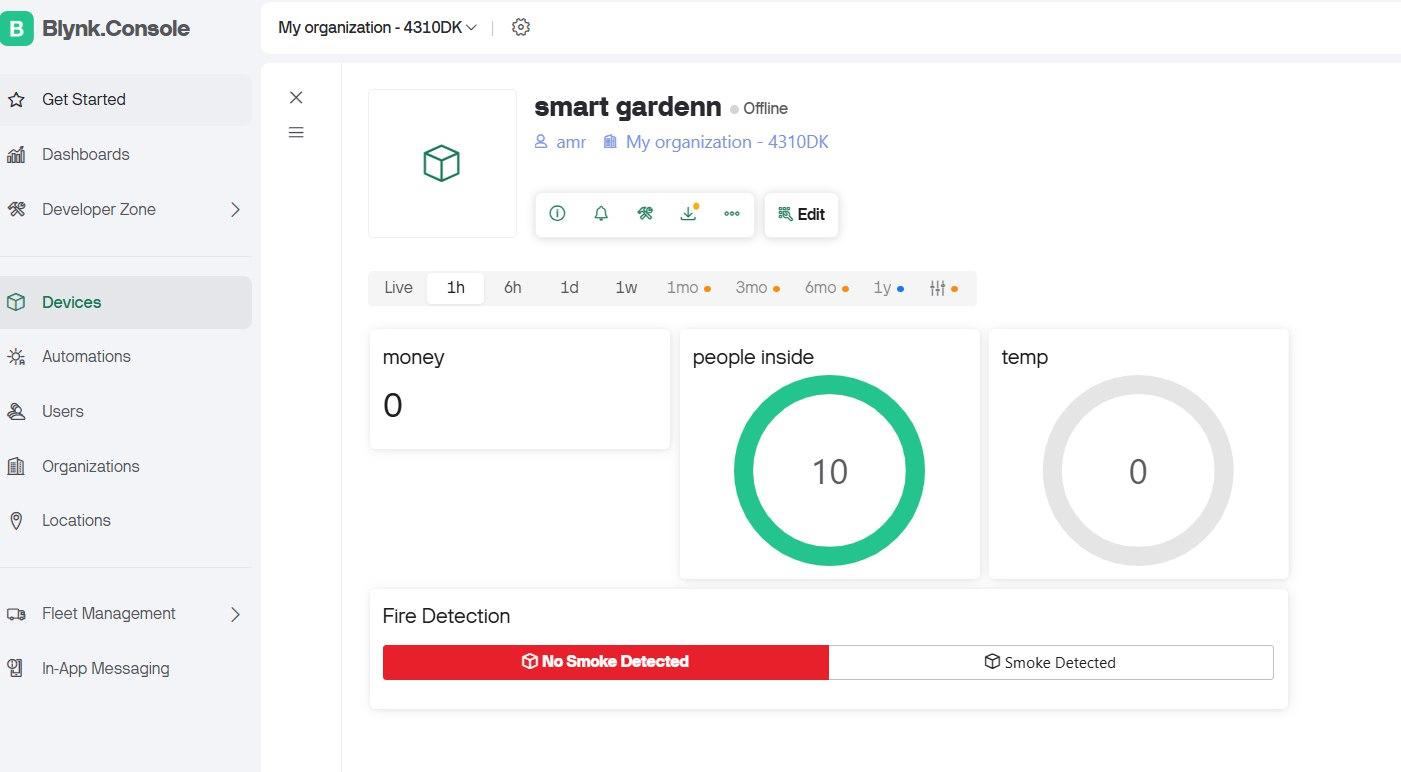 B Blynk.Console
My organization - 4310DK
Get Started
Dashboards
Developer Zone
Devices
Automations
Users
Organizations
Locations
Fleet Management
In-App Messaging
smart gardenn Offline
amr My organization - 4310DK
Edit
Live 1h 6h 1d 1w 1mo 3mo 6mo 1y
money
0
people inside
10
temp
0
Fire Detection
No Smoke Detected Smoke Detected